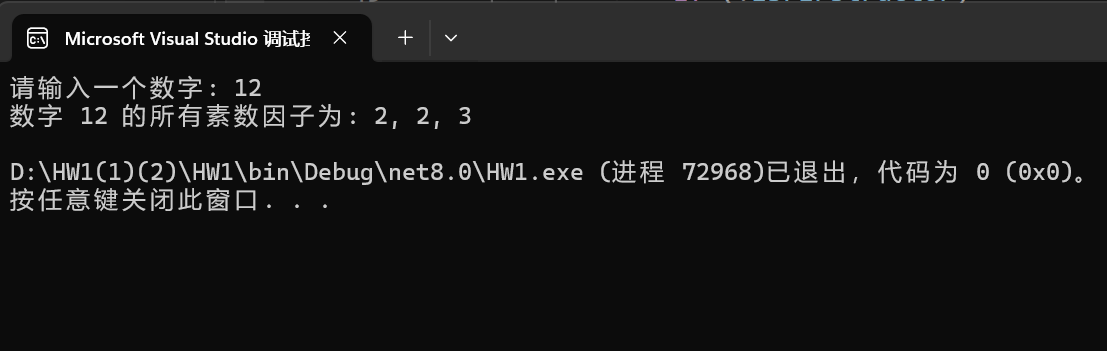 Microsoft Visual Studio 调试
请输入一个数字: 12
数字 12 的所有素数因子为: 2, 2, 3
D:\HW1(1)(2)\HW1\bin\Debug\net8.0\HW1.exe (进程 72968)已退出，代码为 0 (0x0)。
按任意键关闭此窗口. . .